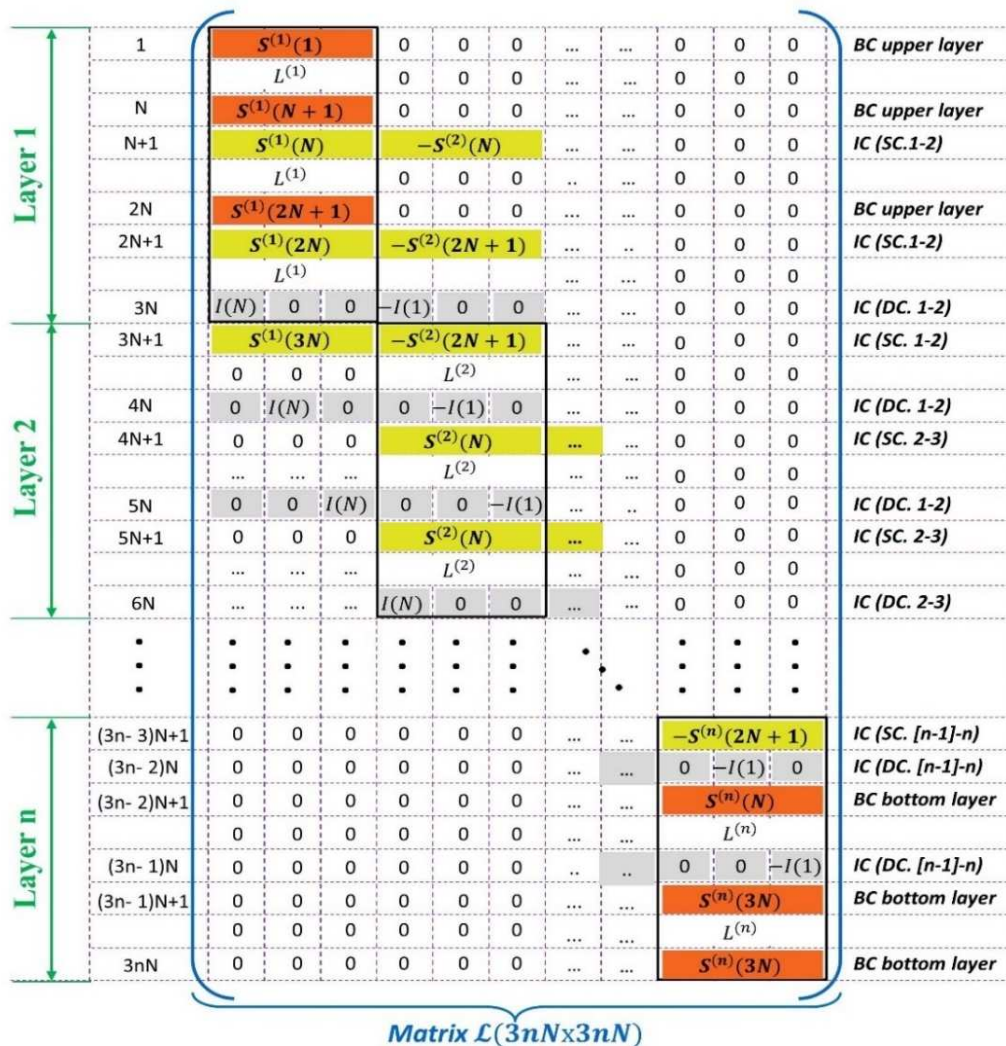 Layer 1
1 S⁽¹⁾(1) 0 0 0 ... ... 0 0 0 BC upper layer
L⁽¹⁾ 0 0 0 ... ... 0 0 0
N S⁽¹⁾(N + 1) 0 0 0 ... ... 0 0 0 BC upper layer
N+1 S⁽¹⁾(N) −S⁽²⁾(N) ... ... 0 0 0 IC (SC.1-2)
L⁽¹⁾ 0 0 0 .. ... 0 0 0
2N S⁽¹⁾(2N + 1) 0 0 0 ... ... 0 0 0 BC upper layer
2N+1 S⁽¹⁾(2N) −S⁽²⁾(2N + 1) ... .. 0 0 0 IC (SC.1-2)
L⁽¹⁾ 0 0 0 ... ... 0 0 0
3N I(N) 0 0 −I(1) 0 0 ... ... 0 0 0 IC (DC. 1-2)
Layer 2
3N+1 S⁽¹⁾(3N) −S⁽²⁾(2N + 1) ... ... 0 0 0 IC (SC. 1-2)
0 0 0 L⁽²⁾ ... ... 0 0 0
4N 0 I(N) 0 0 −I(1) 0 ... ... 0 0 0 IC (DC. 1-2)
4N+1 0 0 0 S⁽²⁾(N) ... ... 0 0 0 IC (SC. 2-3)
... ... ... L⁽²⁾ ... ... 0 0 0
5N 0 0 I(N) 0 0 −I(1) ... .. 0 0 0 IC (DC. 1-2)
5N+1 0 0 0 S⁽²⁾(N) ... ... 0 0 0 IC (SC. 2-3)
... ... ... L⁽²⁾ ... ... 0 0 0
6N ... ... ... I(N) 0 0 ... ... 0 0 0 IC (DC. 2-3)
Layer n
(3n- 3)N+1 0 0 0 0 0 0 ... ... −S⁽ⁿ⁾(2N + 1) IC (SC. [n-1]-n)
(3n- 2)N 0 0 0 0 0 0 ... ... 0 −I(1) 0 IC (DC. [n-1]-n)
(3n- 2)N+1 0 0 0 0 0 0 ... ... S⁽ⁿ⁾(N) BC bottom layer
0 0 0 0 0 0 ... ... L⁽ⁿ⁾
(3n- 1)N 0 0 0 0 0 0 .. .. 0 0 −I(1) IC (DC. [n-1]-n)
(3n- 1)N+1 0 0 0 0 0 0 ... ... S⁽ⁿ⁾(3N) BC bottom layer
0 0 0 0 0 0 ... ... L⁽ⁿ⁾
3nN 0 0 0 0 0 0 ... ... S⁽ⁿ⁾(3N) BC bottom layer
Matrix ℒ(3nNx3nN)